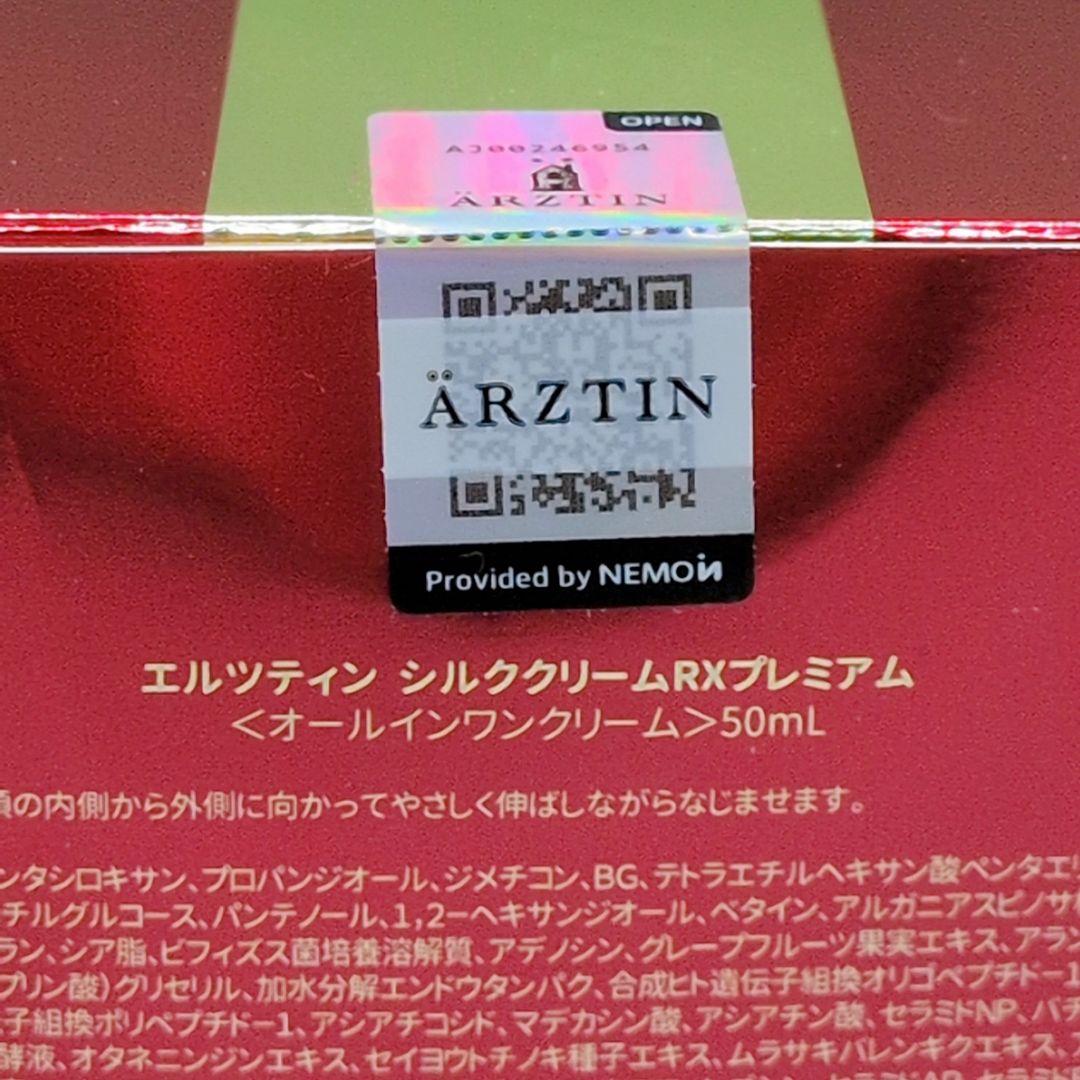 OPEN
AJ00246954
ÄRZTIN
ÄRZTIN
Provided by NEMOin
エルツティン シルククリームRXプレミアム
<オールインワンクリーム>50mL
の内側から外側に向かってやさしく伸ばしながらなじませます。
ンタシロキサン、プロパンジオール、ジメチコン、BG、テトラエチルヘキサン酸ペンタエリ
チルグルコース、パンテノール、1,2-ヘキサンジオール、ベタイン、アルガニアスピノサ
ラン、シア脂、ビフィズス菌培養溶解質、アデノシン、グレープフルーツ果実エキス、アラン
プリン酸)グリセリル、加水分解エンドウタンパク、合成ヒト遺伝子組換オリゴペプチド-1
子組換ポリペプチド-1、アシアチコシド、マデカシン酸、アシアチン酸、セラミドNP、バチ
酵液、オタネニンジンエキス、セイヨウトチノキ種子エキス、ムラサキバレンギクエキス、